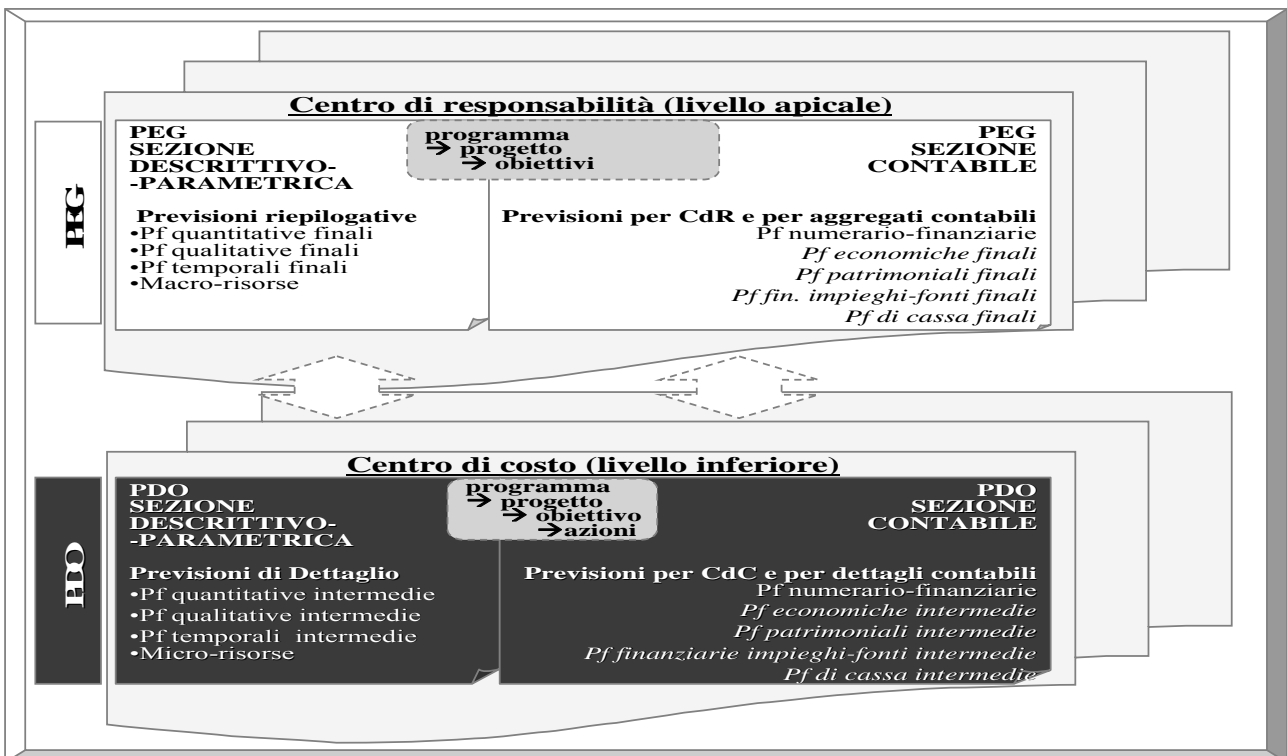 Centro di responsabilità (livello apicale)
PEG
PEG
SEZIONE
DESCRITTIVO-
-PARAMETRICA
programma
→ progetto
→ obiettivi
PEG
SEZIONE
CONTABILE
Previsioni riepilogative
•Pf quantitative finali
•Pf qualitative finali
•Pf temporali finali
•Macro-risorse
Previsioni per CdR e per aggregati contabili
Pf numerario-finanziarie
Pf economiche finali
Pf patrimoniali finali
Pf fin. impieghi-fonti finali
Pf di cassa finali
Centro di costo (livello inferiore)
PDO
PDO
SEZIONE
DESCRITTIVO-
-PARAMETRICA
programma
→ progetto
→ obiettivo
→azioni
PDO
SEZIONE
CONTABILE
Previsioni di Dettaglio
•Pf quantitative intermedie
•Pf qualitative intermedie
•Pf temporali intermedie
•Micro-risorse
Previsioni per CdC e per dettagli contabili
Pf numerario-finanziarie
Pf economiche intermedie
Pf patrimoniali intermedie
Pf finanziarie impieghi-fonti intermedie
Pf di cassa intermedie